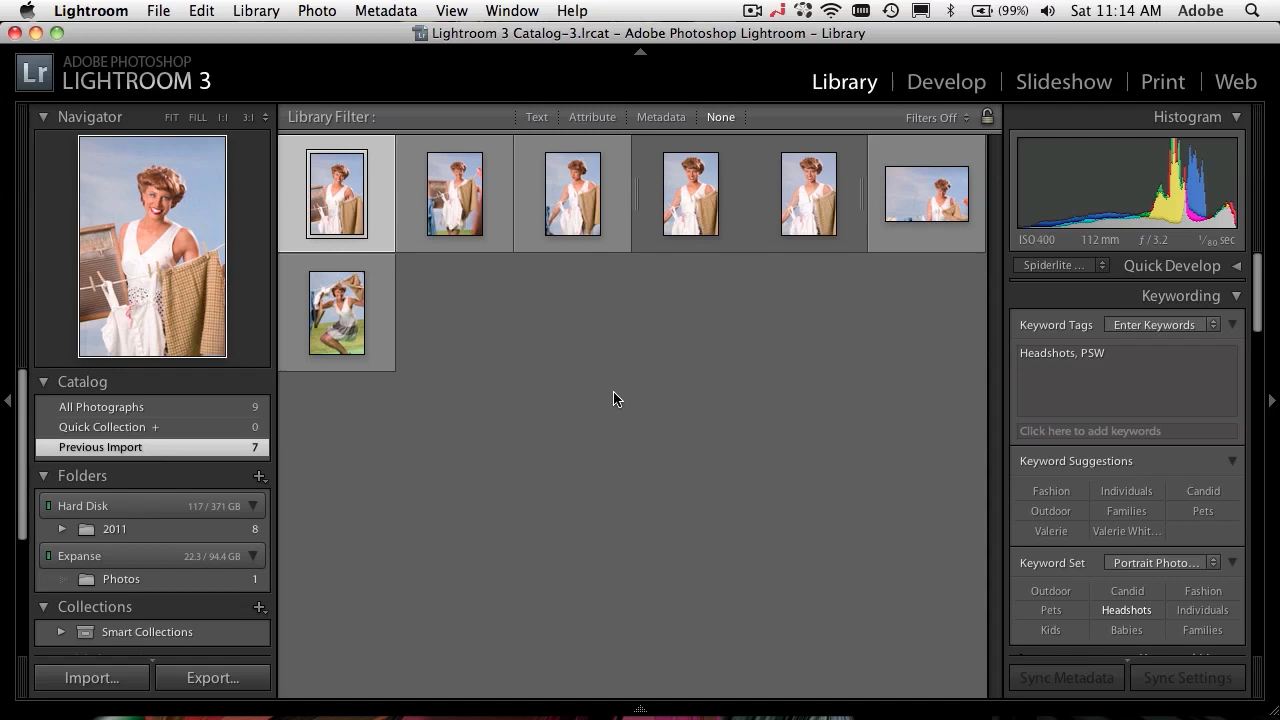 Lightroom File Edit Library Photo Metadata View Window Help (99%) Sat 11:14 AM Adobe
Lightroom 3 Catalog-3.lrcat – Adobe Photoshop Lightroom – Library
Lr ADOBE PHOTOSHOP
LIGHTROOM 3
Library Develop Slideshow Print Web
Navigator FIT FILL 1:1 3:1
Library Filter : Text Attribute Metadata None Filters Off
Histogram
ISO 400 112 mm ƒ / 3.2 1/80 sec
Spiderlite ... Quick Develop
Keywording
Keyword Tags Enter Keywords
Headshots, PSW
Click here to add keywords
Keyword Suggestions
Fashion Individuals Candid
Outdoor Families Pets
Valerie Valerie Whit...
Keyword Set Portrait Photo...
Outdoor Candid Fashion
Pets Headshots Individuals
Kids Babies Families
Sync Metadata Sync Settings
Catalog
All Photographs 9
Quick Collection + 0
Previous Import 7
Folders
Hard Disk 117 / 371 GB
2011 8
Expanse 22.3 / 94.4 GB
Photos 1
Collections
Smart Collections
Import... Export...